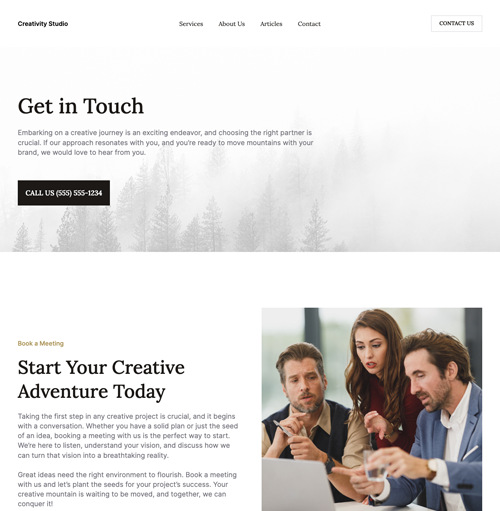 Creativity Studio
Services
About Us
Articles
Contact
CONTACT US
Get in Touch
Embarking on a creative journey is an exciting endeavor, and choosing the right partner is
crucial. If our approach resonates with you, and you're ready to move mountains with your
brand, we would love to hear from you.
CALL US (555) 555-1234
Book a Meeting
Start Your Creative
Adventure Today
Taking the first step in any creative project is crucial, and it begins
with a conversation. Whether you have a solid plan or just the seed
of an idea, booking a meeting with us is the perfect way to start.
We're here to listen, understand your vision, and discuss how we
can turn that vision into a breathtaking reality.
Great ideas need the right environment to flourish. Book a meeting
with us and let's plant the seeds for your project's success. Your
creative mountain is waiting to be moved, and together, we can
conquer it!